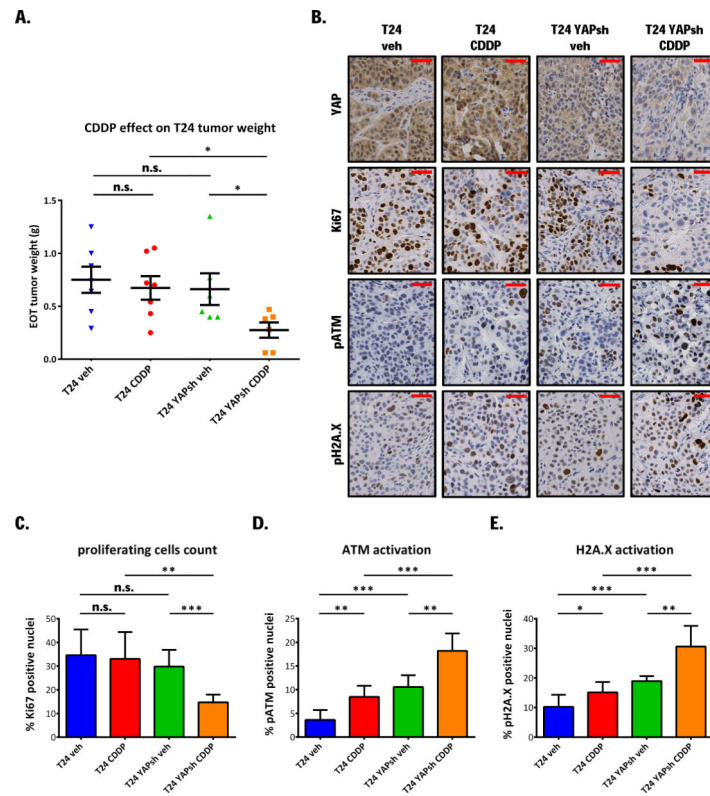 A.
CDDP effect on T24 tumor weight
*
n.s.
n.s.
*
EOT tumor weight (g)
1.5
1.0
0.5
0.0
T24 veh
T24 CDDP
T24 YAPsh veh
T24 YAPsh CDDP
B.
T24 veh
T24 CDDP
T24 YAPsh veh
T24 YAPsh CDDP
YAP
Ki67
pATM
pH2A.X
C.
proliferating cells count
**
n.s.
n.s.
***
% Ki67 positive nuclei
50
40
30
20
10
0
T24 veh
T24 CDDP
T24 YAPsh veh
T24 YAPsh CDDP
D.
ATM activation
***
***
**
**
% pATM positive nuclei
25
20
15
10
5
0
T24 veh
T24 CDDP
T24 YAPsh veh
T24 YAPsh CDDP
E.
H2A.X activation
***
***
*
**
% pH2A.X positive nuclei
40
30
20
10
0
T24 veh
T24 CDDP
T24 YAPsh veh
T24 YAPsh CDDP